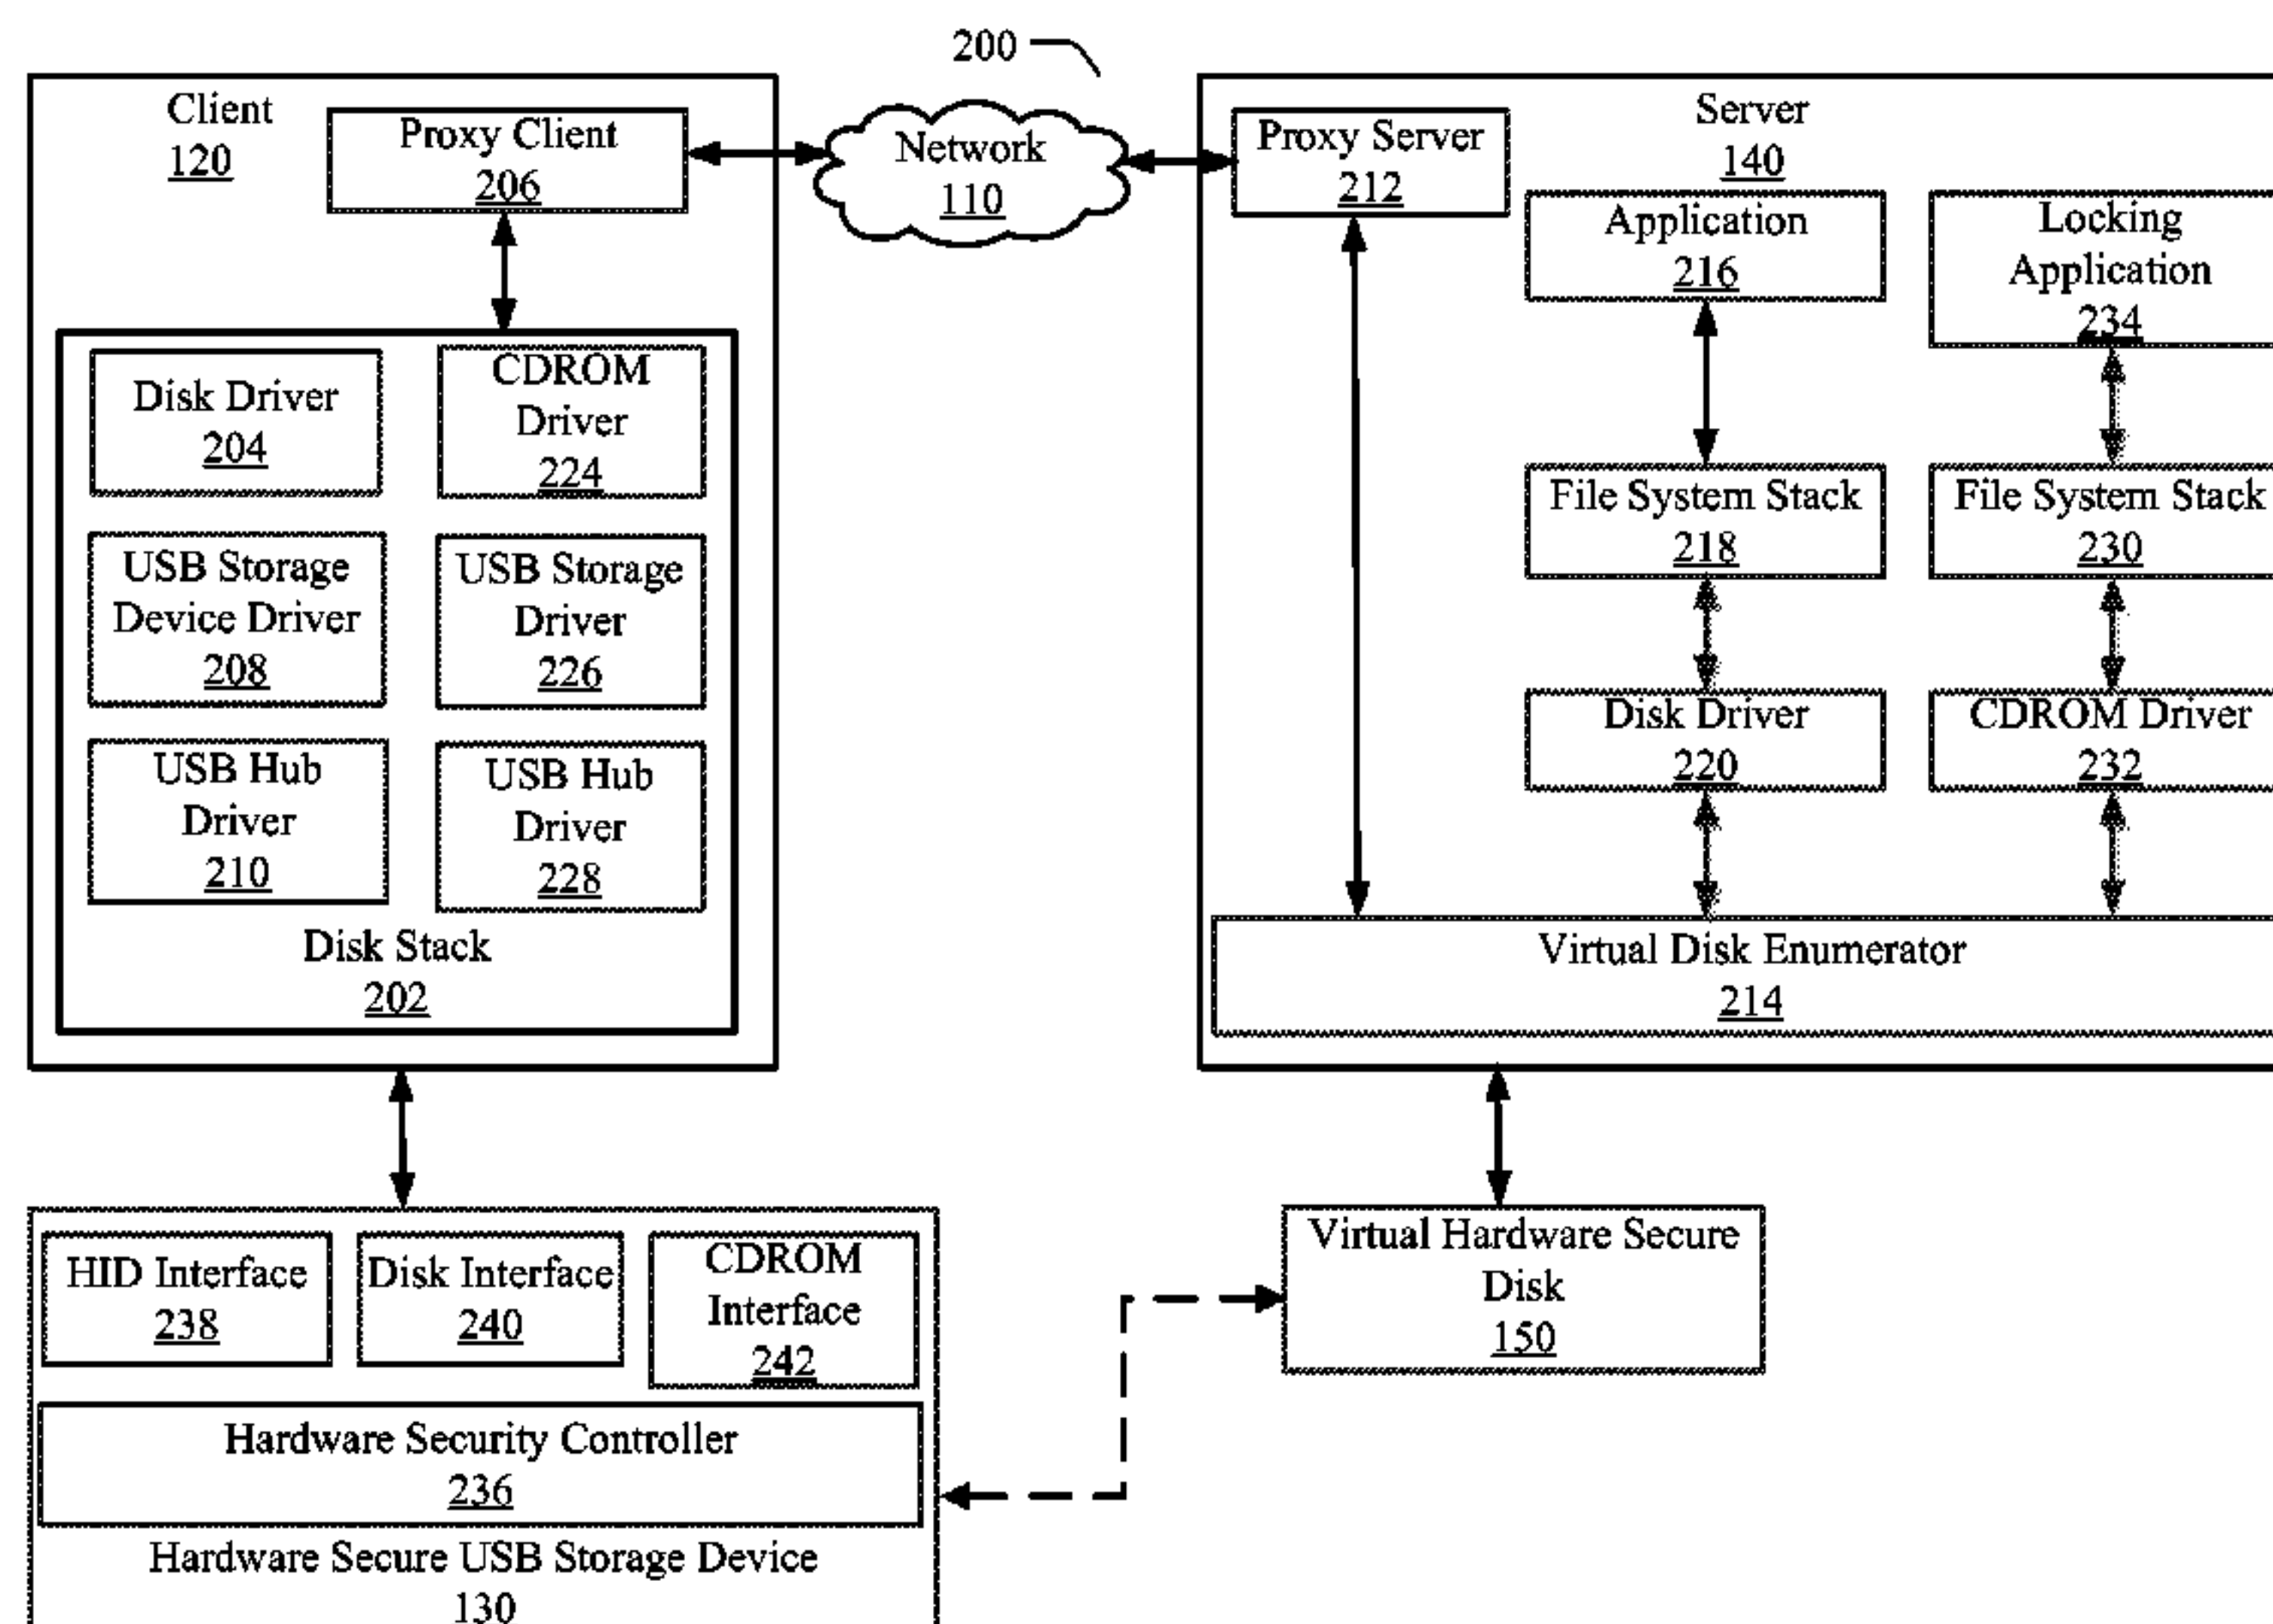 200
Client
120
Proxy Client
206
Network
110
Proxy Server
212
Server
140
Application
216
Locking
Application
234
Disk Driver
204
CDROM
Driver
224
USB Storage
Device Driver
208
USB Storage
Driver
226
USB Hub
Driver
210
USB Hub
Driver
228
Disk Stack
202
File System Stack
218
File System Stack
230
Disk Driver
220
CDROM Driver
232
Virtual Disk Enumerator
214
HID Interface
238
Disk Interface
240
CDROM
Interface
242
Hardware Security Controller
236
Hardware Secure USB Storage Device
130
Virtual Hardware Secure
Disk
150